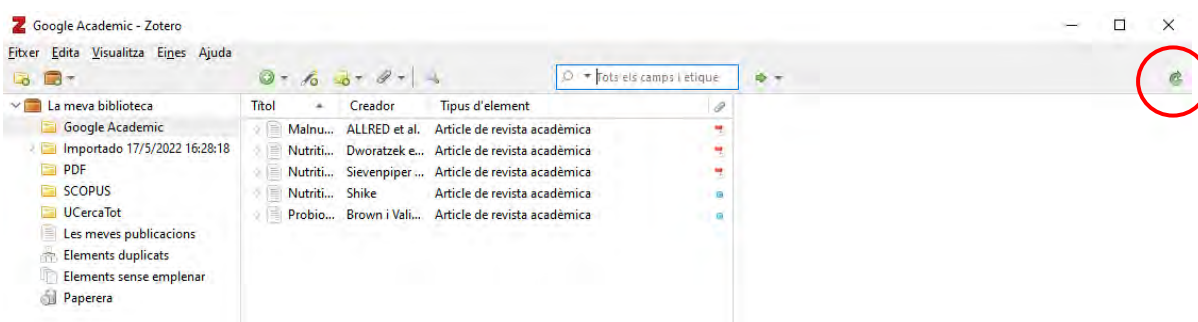 Google Academic - Zotero
Fitxer Edita Visualitza Eines Ajuda
Tots els camps i etique
La meva biblioteca
Google Academic
Importado 17/5/2022 16:28:18
PDF
SCOPUS
UCercaTot
Les meves publicacions
Elements duplicats
Elements sense emplenar
Paperera
Títol Creador Tipus d'element
Malnu... ALLRED et al. Article de revista acadèmica
Nutriti... Dworatzek e... Article de revista acadèmica
Nutriti... Sievenpiper ... Article de revista acadèmica
Nutriti... Shike Article de revista acadèmica
Probio... Brown i Vali... Article de revista acadèmica